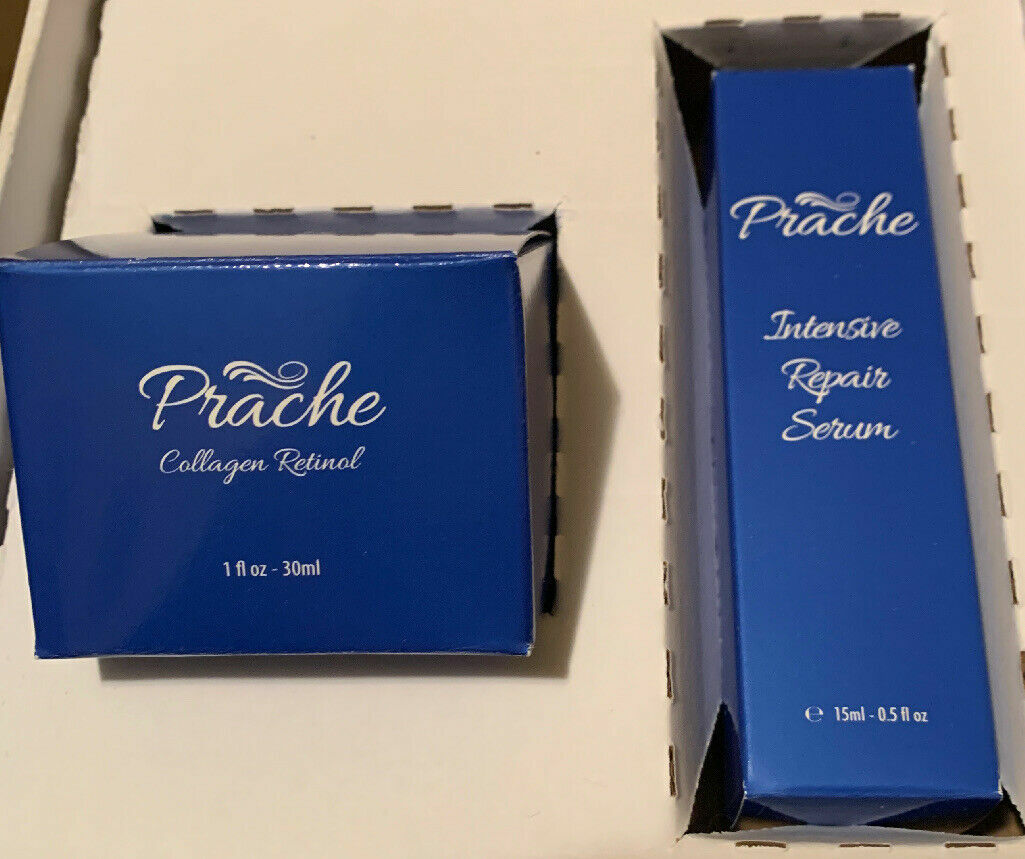 Prache
Collagen Retinol
1 fl oz - 30ml
Prache
Intensive
Repair
Serum
℮ 15ml - 0.5 fl oz